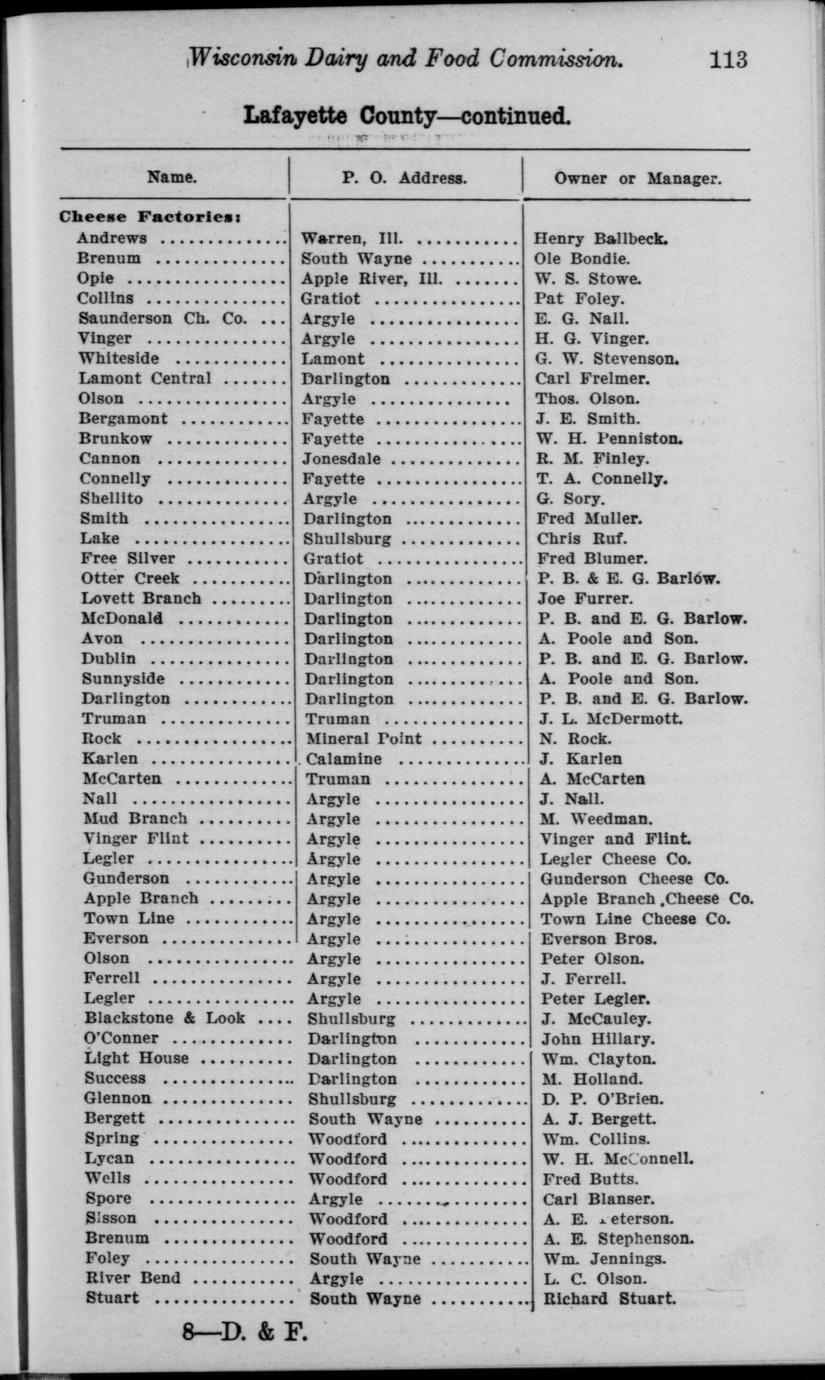 Wisconsin Dairy and Food Commission. 113
Lafayette County—continued.
Name. P. O. Address. Owner or Manager.
Cheese Factories:
Andrews .............. Warren, Ill. ........... Henry Ballbeck.
Brenum .............. South Wayne ........... Ole Bondie.
Opie ................. Apple River, Ill. ....... W. S. Stowe.
Collins ............... Gratiot ................ Pat Foley.
Saunderson Ch. Co. ... Argyle ................ E. G. Nall.
Vinger ............... Argyle ................ H. G. Vinger.
Whiteside ............ Lamont ............... G. W. Stevenson.
Lamont Central ....... Darlington ............. Carl Frelmer.
Olson ................ Argyle ............... Thos. Olson.
Bergamont ............ Fayette ................ J. E. Smith.
Brunkow ............. Fayette ................ W. H. Penniston.
Cannon .............. Jonesdale .............. R. M. Finley.
Connelly ............. Fayette ................ T. A. Connelly.
Shellito .............. Argyle ................ G. Sory.
Smith ................ Darlington ............. Fred Muller.
Lake ................. Shullsburg ............. Chris Ruf.
Free Silver ........... Gratiot ................ Fred Blumer.
Otter Creek ........... Darlington ............. P. B. & E. G. Barlow.
Lovett Branch ......... Darlington ............. Joe Furrer.
McDonald ............ Darlington ............. P. B. and E. G. Barlow.
Avon ................ Darlington ............. A. Poole and Son.
Dublin ............... Darlington ............. P. B. and E. G. Barlow.
Sunnyside ............ Darlington ............. A. Poole and Son.
Darlington ............ Darlington ............. P. B. and E. G. Barlow.
Truman .............. Truman ............... J. L. McDermott.
Rock ................. Mineral Point .......... N. Rock.
Karlen ............... Calamine .............. J. Karlen
McCarten ............. Truman ............... A. McCarten
Nall ................. Argyle ................ J. Nall.
Mud Branch .......... Argyle ................ M. Weedman.
Vinger Flint .......... Argyle ................ Vinger and Flint.
Legler ................ Argyle ................ Legler Cheese Co.
Gunderson ............ Argyle ................ Gunderson Cheese Co.
Apple Branch ......... Argyle ................ Apple Branch Cheese Co.
Town Line ............ Argyle ................ Town Line Cheese Co.
Everson .............. Argyle ................ Everson Bros.
Olson ................ Argyle ................ Peter Olson.
Ferrell ............... Argyle ................ J. Ferrell.
Legler ................ Argyle ................ Peter Legler.
Blackstone & Look .... Shullsburg ............. J. McCauley.
O'Conner ............. Darlington ............ John Hillary.
Light House .......... Darlington ............ Wm. Clayton.
Success .............. Darlington ............ M. Holland.
Glennon .............. Shullsburg ............ D. P. O'Brien.
Bergett ............... South Wayne .......... A. J. Bergett.
Spring ............... Woodford .............. Wm. Collins.
Lycan ................ Woodford .............. W. H. McConnell.
Wells ................ Woodford .............. Fred Butts.
Spore ................ Argyle ................ Carl Blanser.
Sisson ............... Woodford .............. A. E. Peterson.
Brenum .............. Woodford .............. A. E. Stephenson.
Foley ................ South Wayne ........... Wm. Jennings.
River Bend ........... Argyle ................ L. C. Olson.
Stuart ............... South Wayne ........... Richard Stuart.
8—D. & F.